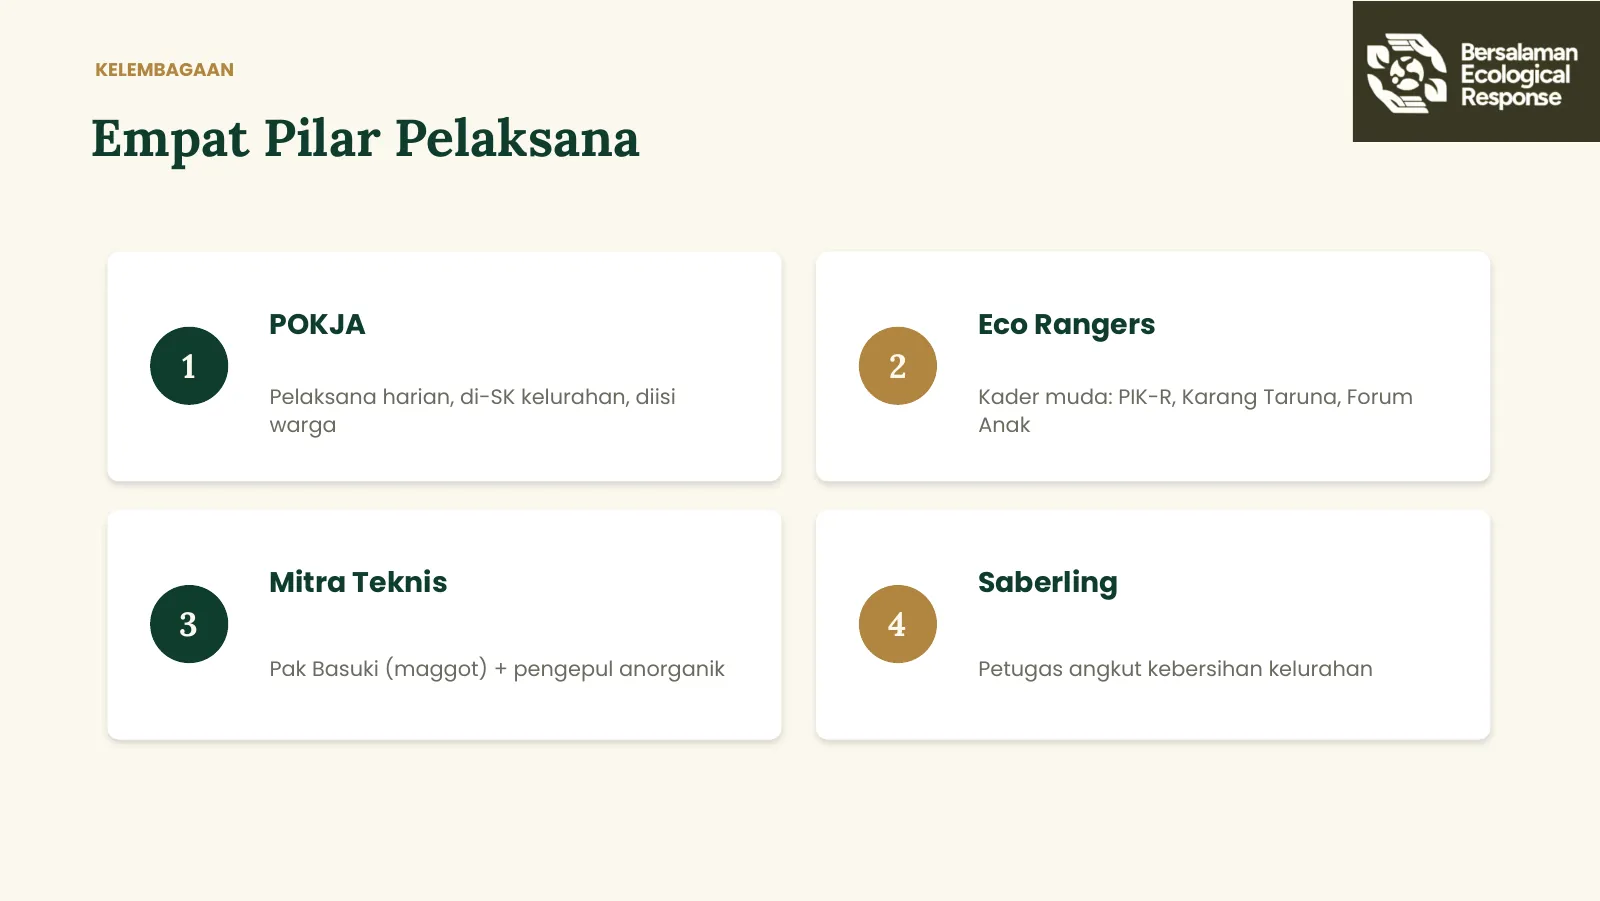 KELEMBAGAAN
Empat Pilar Pelaksana
Bersalaman
Ecological
Response
1
POKJA
Pelaksana harian, di-SK kelurahan, diisi
warga
2
Eco Rangers
Kader muda: PIK-R, Karang Taruna, Forum
Anak
3
Mitra Teknis
Pak Basuki (maggot) + pengepul anorganik
4
Saberling
Petugas angkut kebersihan kelurahan